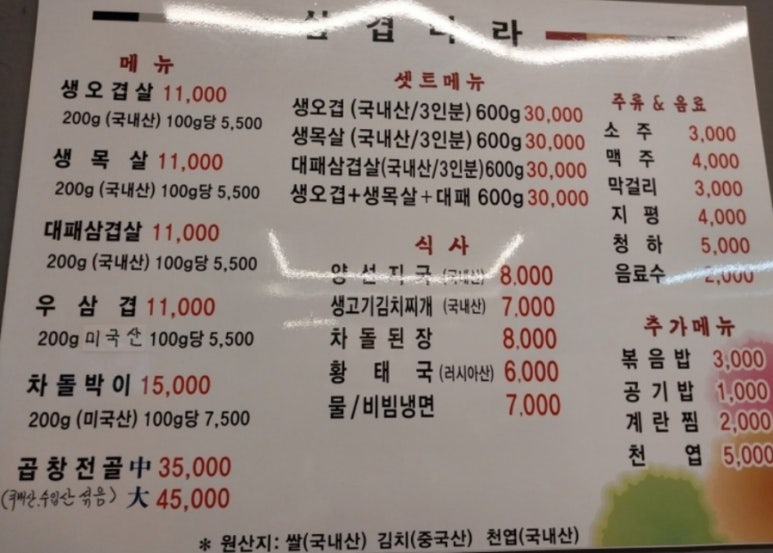 삼겹나라
메뉴
생오겹살 11,000
200g (국내산) 100g당 5,500
생목살 11,000
200g (국내산) 100g당 5,500
대패삼겹살 11,000
200g (국내산) 100g당 5,500
우삼겹 11,000
200g 미국산 100g당 5,500
차돌박이 15,000
200g (미국산) 100g당 7,500
곱창전골 中 35,000
(국내산.수입산 섞음) 大 45,000
셋트메뉴
생오겹 (국내산/3인분) 600g 30,000
생목살 (국내산/3인분) 600g 30,000
대패삼겹살(국내산/3인분)600g 30,000
생오겹+생목살+대패 600g 30,000
식사
양선지국 (국내산) 8,000
생고기김치찌개 (국내산) 7,000
차돌된장 8,000
황태국 (러시아산) 6,000
물/비빔냉면 7,000
주류 & 음료
소주 3,000
맥주 4,000
막걸리 3,000
지평 4,000
청하 5,000
음료수 2,000
추가메뉴
볶음밥 3,000
공기밥 1,000
계란찜 2,000
천엽 5,000
* 원산지: 쌀(국내산) 김치(중국산) 천엽(국내산)